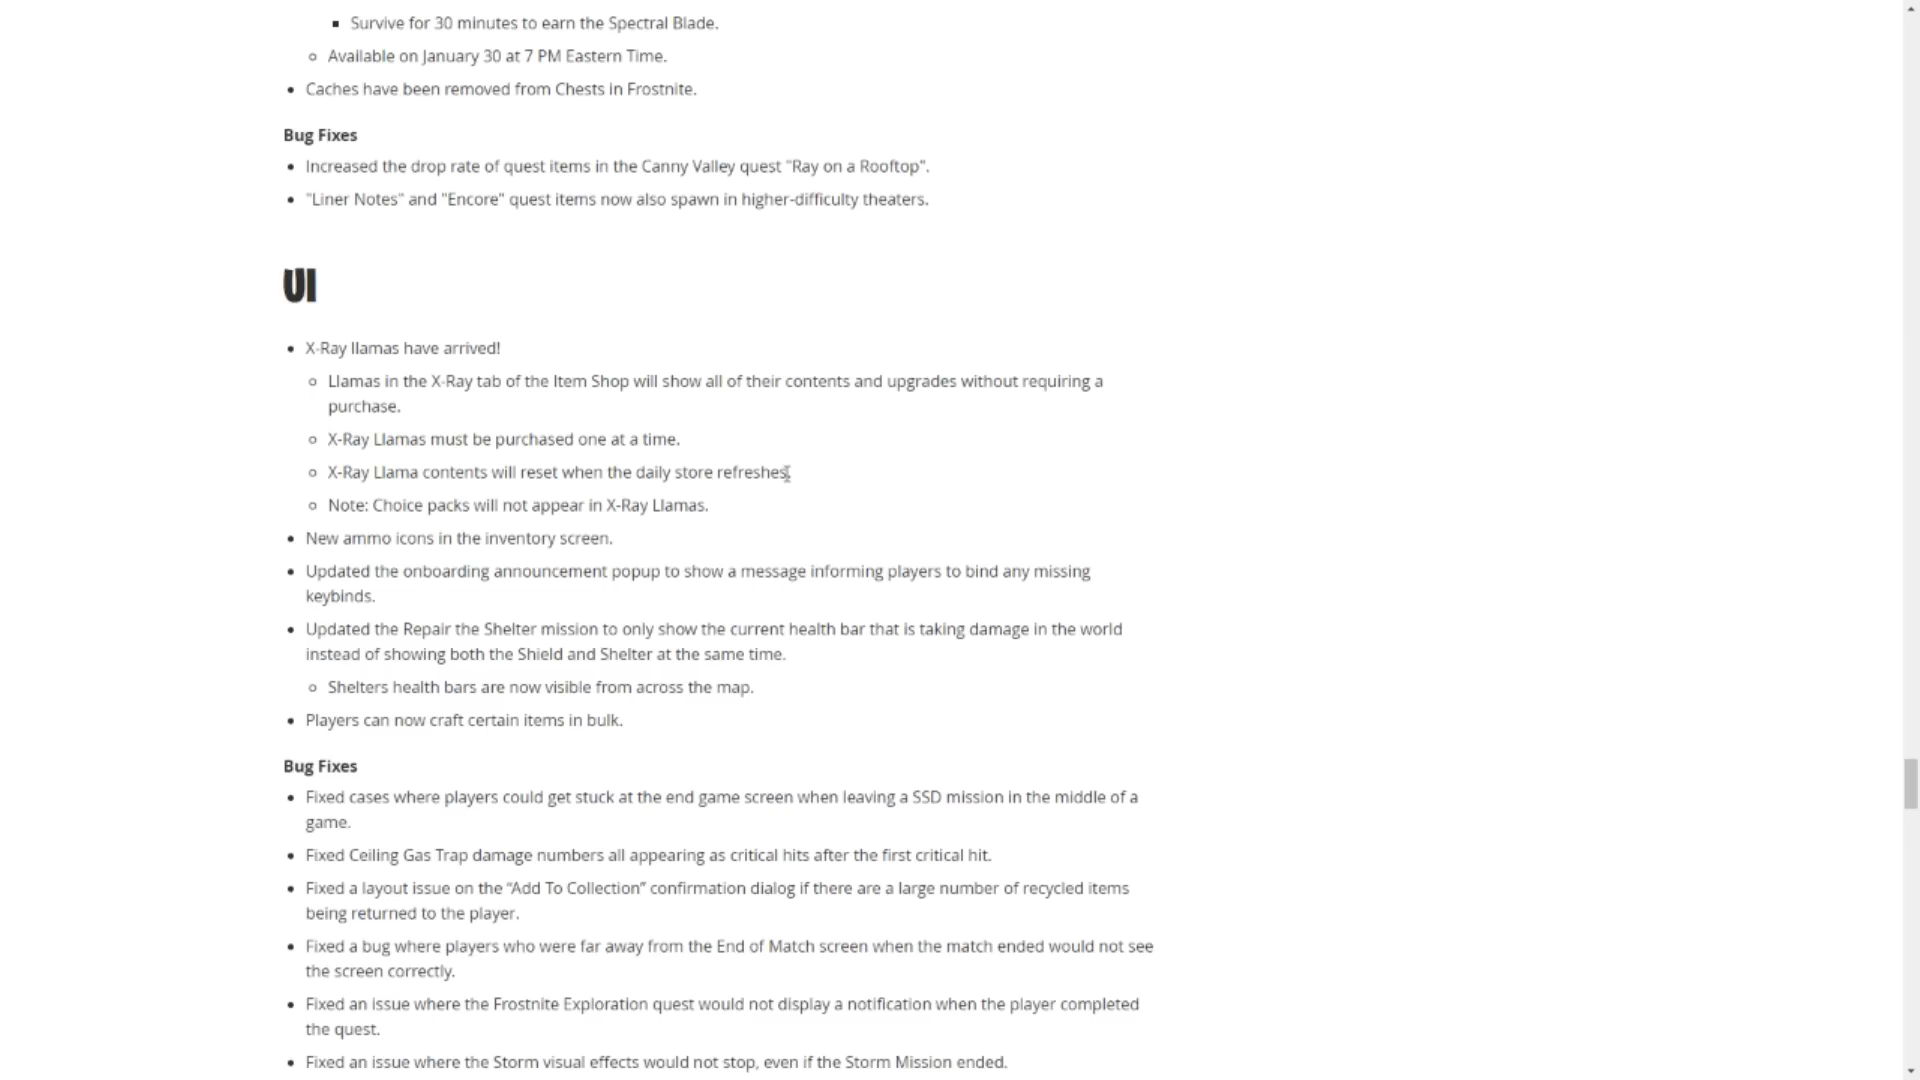 Survive for 30 minutes to earn the Spectral Blade.
Available on January 30 at 7 PM Eastern Time.
Caches have been removed from Chests in Frostnite.
Bug Fixes
Increased the drop rate of quest items in the Canny Valley quest "Ray on a Rooftop".
"Liner Notes" and "Encore" quest items now also spawn in higher-difficulty theaters.
UI
X-Ray llamas have arrived!
Llamas in the X-Ray tab of the Item Shop will show all of their contents and upgrades without requiring a
purchase.
X-Ray Llamas must be purchased one at a time.
X-Ray Llama contents will reset when the daily store refreshes.
Note: Choice packs will not appear in X-Ray Llamas.
New ammo icons in the inventory screen.
Updated the onboarding announcement popup to show a message informing players to bind any missing
keybinds.
Updated the Repair the Shelter mission to only show the current health bar that is taking damage in the world
instead of showing both the Shield and Shelter at the same time.
Shelters health bars are now visible from across the map.
Players can now craft certain items in bulk.
Bug Fixes
Fixed cases where players could get stuck at the end game screen when leaving a SSD mission in the middle of a
game.
Fixed Ceiling Gas Trap damage numbers all appearing as critical hits after the first critical hit.
Fixed a layout issue on the “Add To Collection” confirmation dialog if there are a large number of recycled items
being returned to the player.
Fixed a bug where players who were far away from the End of Match screen when the match ended would not see
the screen correctly.
Fixed an issue where the Frostnite Exploration quest would not display a notification when the player completed
the quest.
Fixed an issue where the Storm visual effects would not stop, even if the Storm Mission ended.